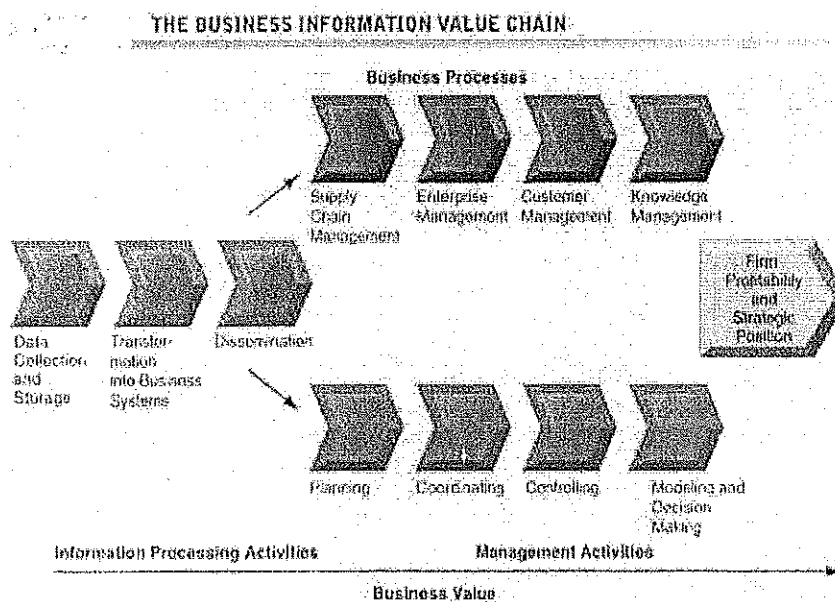 THE BUSINESS INFORMATION VALUE CHAIN
Business Processes
Supply
Chain
Management
Enterprise
Management
Customer
Management
Knowledge
Management
Data
Collection
and
Storage
Transfor-
mation
into Business
Systems
Dissemination
Firm
Profitability
and
Strategic
Position
Planning
Coordinating
Controlling
Modeling and
Decision
Making
Information Processing Activities
Management Activities
Business Value